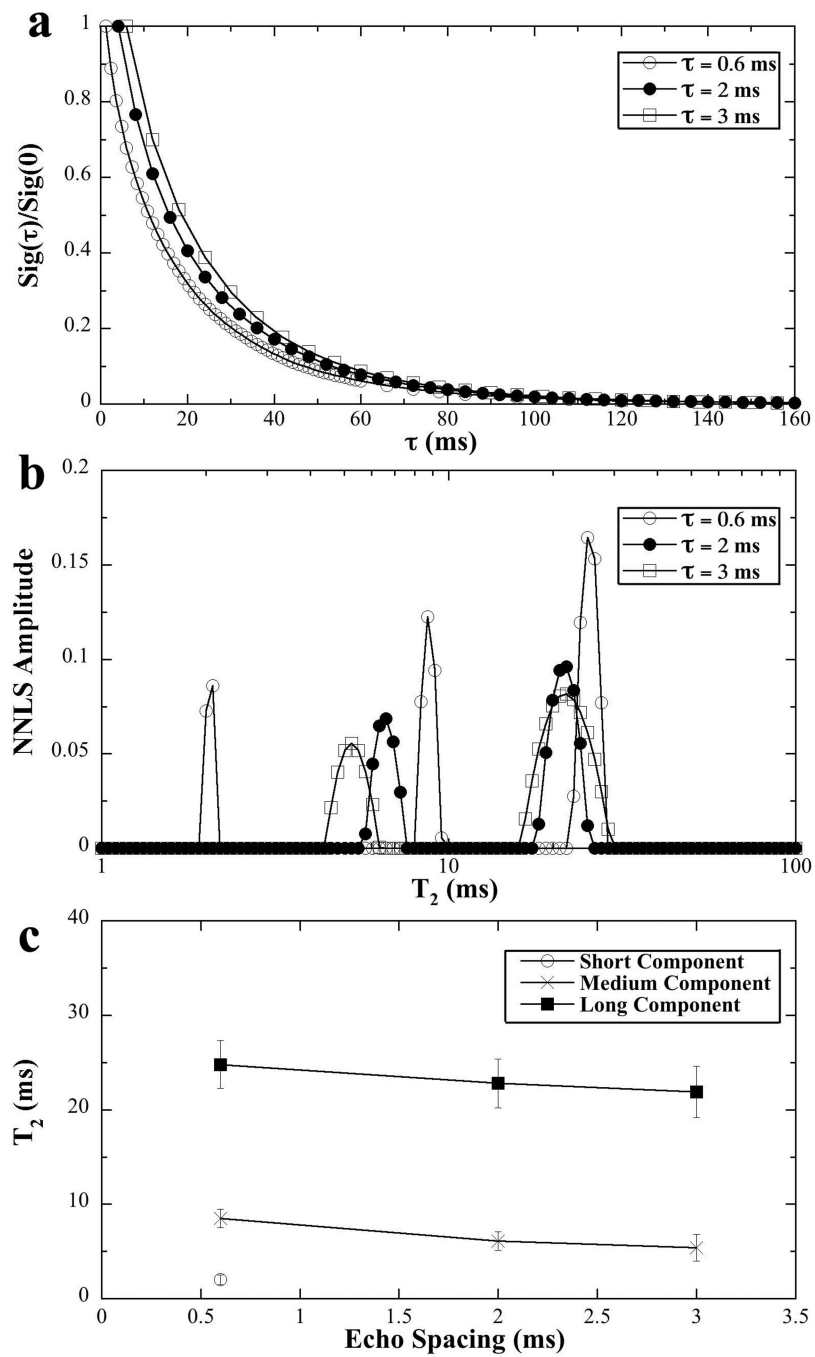 a
1
0.8
0.6
0.4
0.2
0
Sig(τ)/Sig(0)
τ = 0.6 ms
τ = 2 ms
τ = 3 ms
0 20 40 60 80 100 120 140 160
τ (ms)
b
0.2
0.15
0.1
0.05
0
NNLS Amplitude
τ = 0.6 ms
τ = 2 ms
τ = 3 ms
1 10 100
T2 (ms)
c
40
30
20
10
0
T2 (ms)
Short Component
Medium Component
Long Component
0 0.5 1 1.5 2 2.5 3 3.5
Echo Spacing (ms)